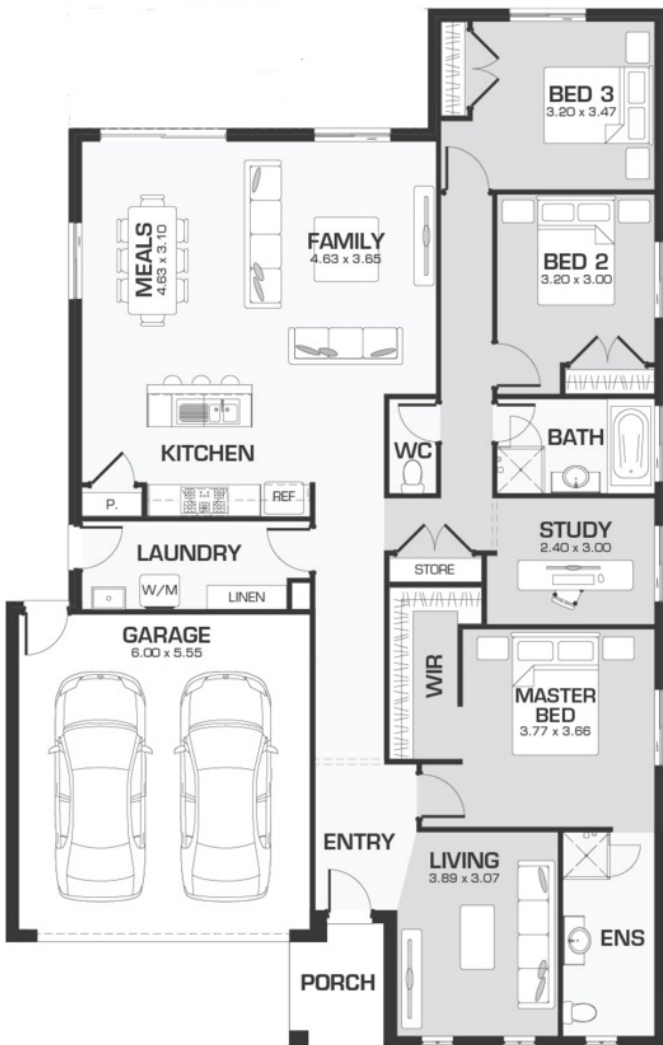 BED 3
3.20 x 3.47
MEALS
4.63 x 3.10
FAMILY
4.63 x 3.65
BED 2
3.20 x 3.00
KITCHEN
WC
BATH
P.
REF
LAUNDRY
W/M
LINEN
STORE
STUDY
2.40 x 3.00
GARAGE
6.00 x 5.55
WIR
MASTER
BED
3.77 x 3.66
ENTRY
LIVING
3.89 x 3.07
ENS
PORCH